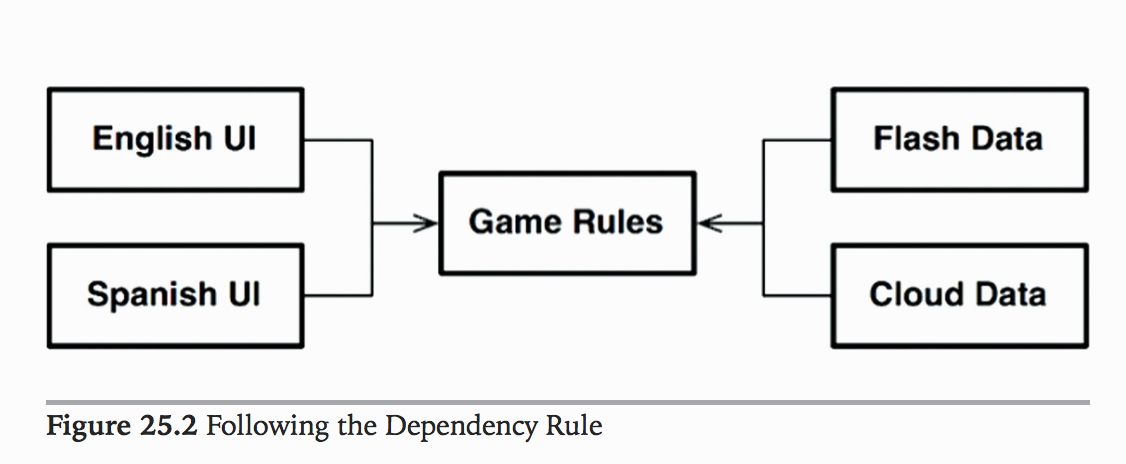 English UI
Flash Data
Game Rules
Spanish UI
Cloud Data
Figure 25.2 Following the Dependency Rule